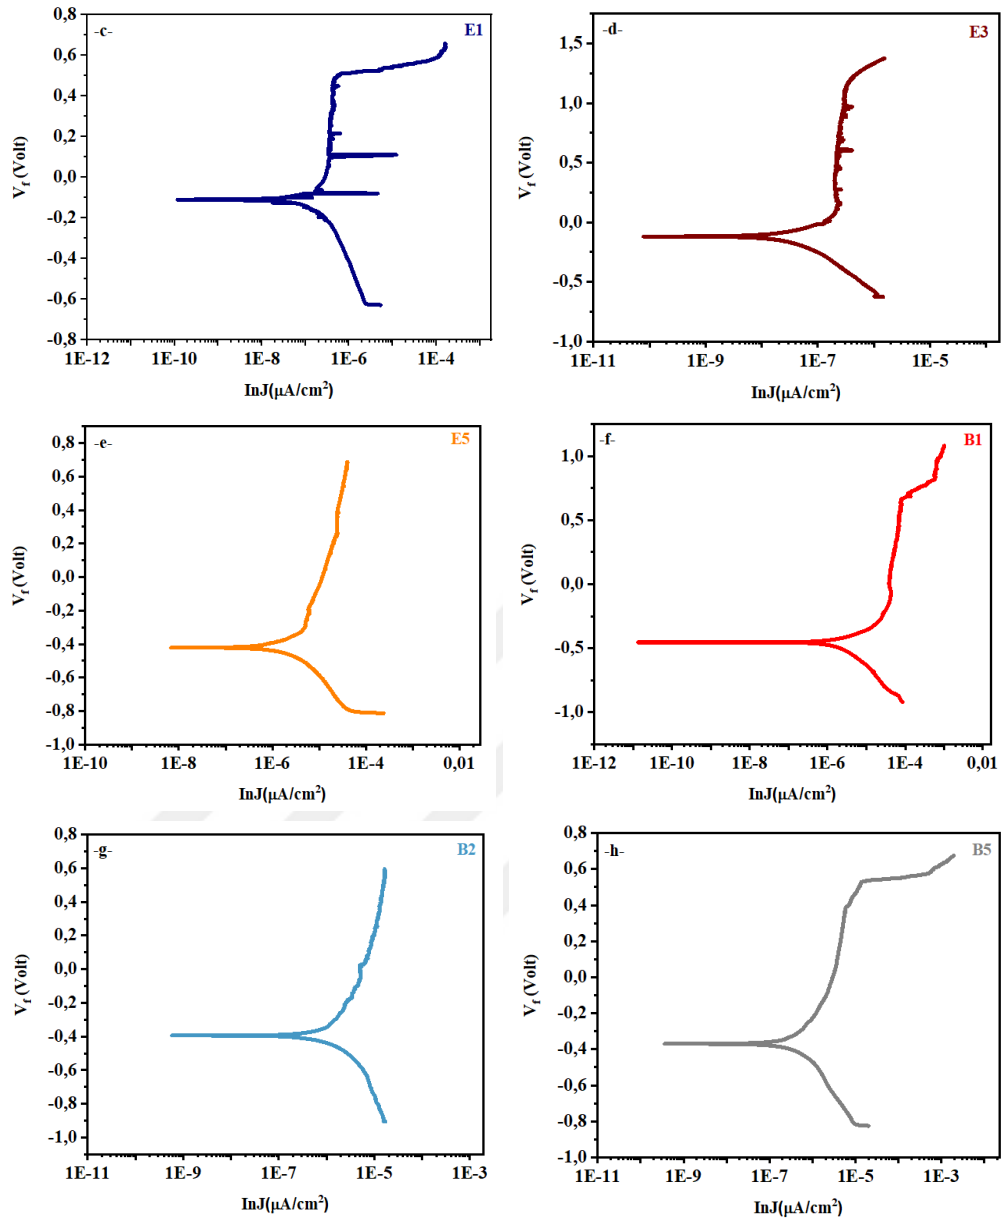 -c-
E1
0,8
0,6
0,4
0,2
0,0
-0,2
-0,4
-0,6
-0,8
Vf (Volt)
1E-12
1E-10
1E-8
1E-6
1E-4
InJ(μA/cm²)
-d-
E3
1,5
1,0
0,5
0,0
-0,5
-1,0
Vf (Volt)
1E-11
1E-9
1E-7
1E-5
InJ(μA/cm²)
-e-
E5
0,8
0,6
0,4
0,2
0,0
-0,2
-0,4
-0,6
-0,8
-1,0
Vf (Volt)
1E-10
1E-8
1E-6
1E-4
0,01
InJ(μA/cm²)
-f-
B1
1,0
0,5
0,0
-0,5
-1,0
Vf (Volt)
1E-12
1E-10
1E-8
1E-6
1E-4
0,01
InJ(μA/cm²)
-g-
B2
0,8
0,6
0,4
0,2
0,0
-0,2
-0,4
-0,6
-0,8
-1,0
Vf (Volt)
1E-11
1E-9
1E-7
1E-5
1E-3
InJ(μA/cm²)
-h-
B5
0,8
0,6
0,4
0,2
0,0
-0,2
-0,4
-0,6
-0,8
-1,0
Vf (Volt)
1E-11
1E-9
1E-7
1E-5
1E-3
InJ(μA/cm²)